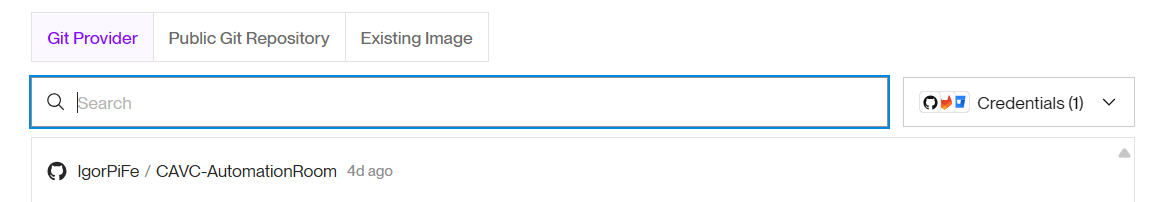 Git Provider Public Git Repository Existing Image
Search Credentials (1)
IgorPiFe / CAVC-AutomationRoom 4d ago